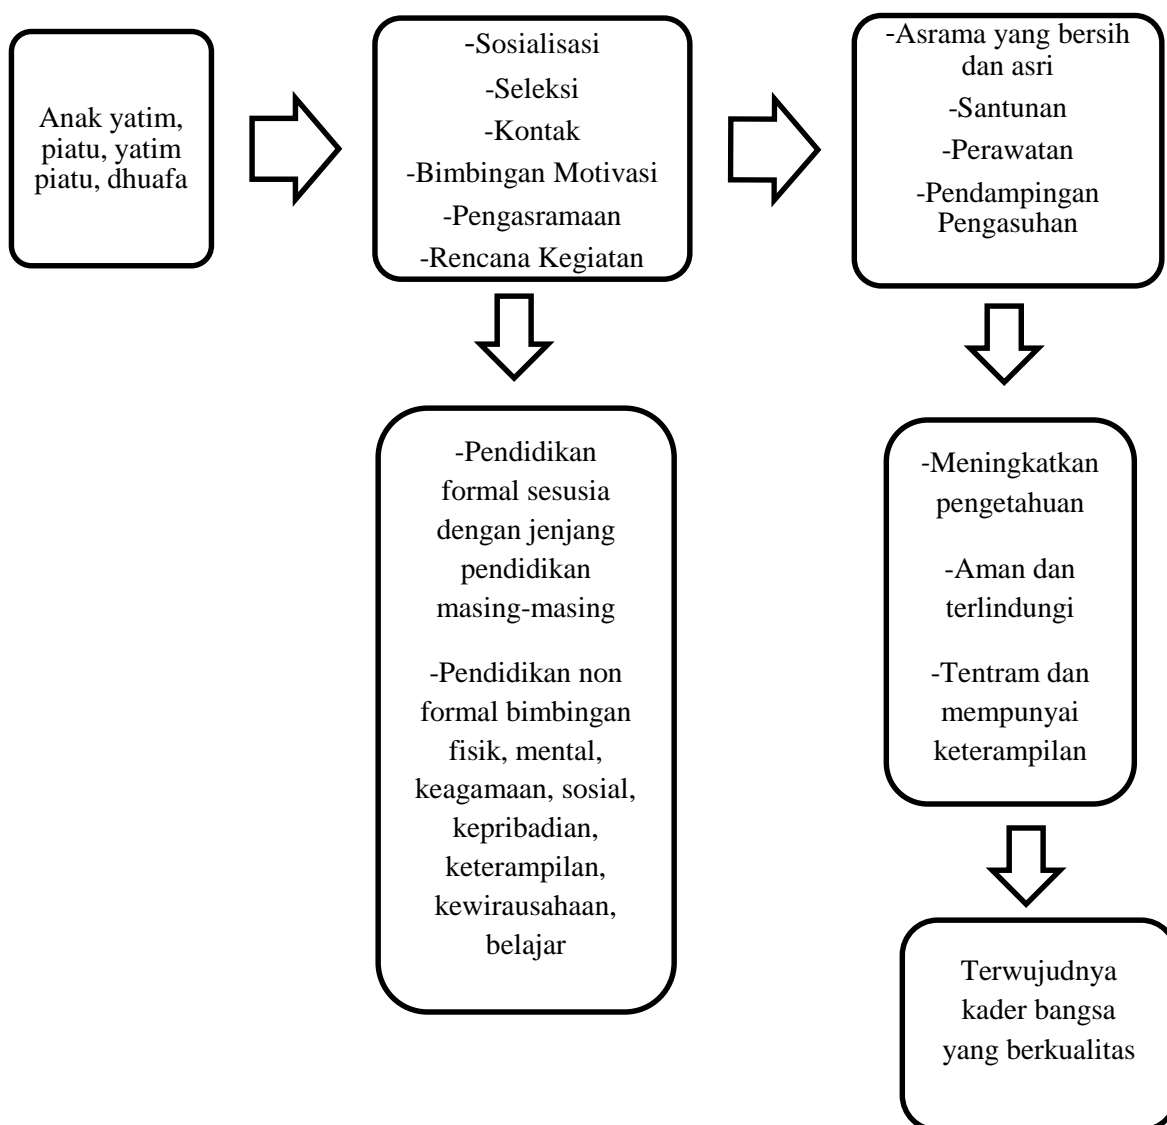 Anak yatim,
piatu, yatim
piatu, dhuafa
-Sosialisasi
-Seleksi
-Kontak
-Bimbingan Motivasi
-Pengasramaan
-Rencana Kegiatan
-Asrama yang bersih
dan asri
-Santunan
-Perawatan
-Pendampingan
Pengasuhan
-Pendidikan
formal sesusia
dengan jenjang
pendidikan
masing-masing
-Pendidikan non
formal bimbingan
fisik, mental,
keagamaan, sosial,
kepribadian,
keterampilan,
kewirausahaan,
belajar
-Meningkatkan
pengetahuan
-Aman dan
terlindungi
-Tentram dan
mempunyai
keterampilan
Terwujudnya
kader bangsa
yang berkualitas